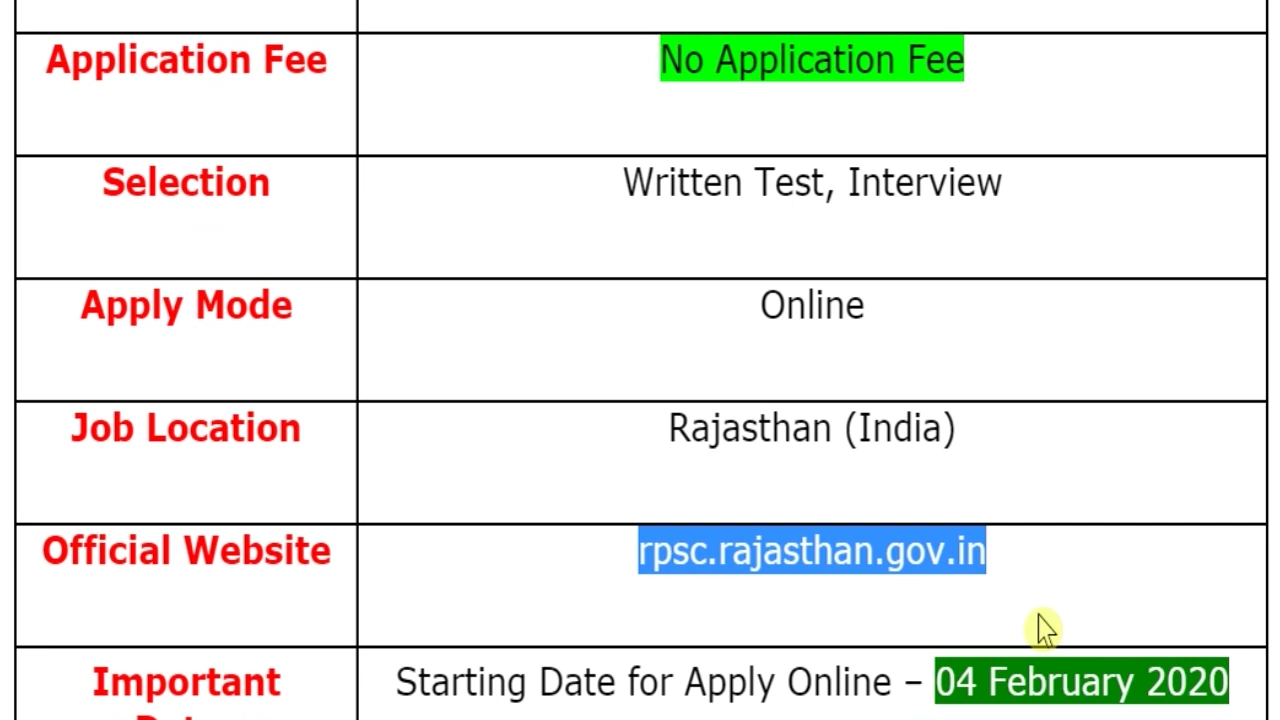 Application Fee
No Application Fee
Selection
Written Test, Interview
Apply Mode
Online
Job Location
Rajasthan (India)
Official Website
rpsc.rajasthan.gov.in
Important
Starting Date for Apply Online – 04 February 2020